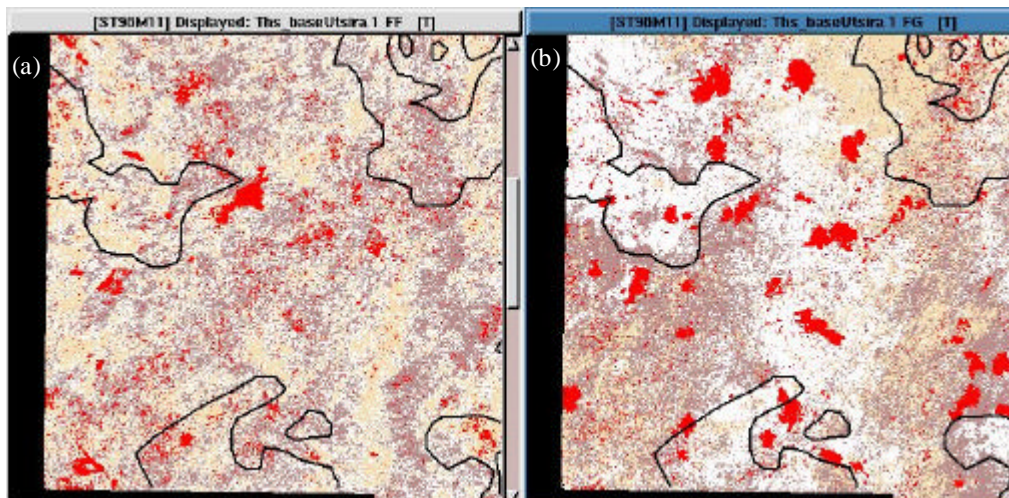 [ST98M11] Displayed: Ths_baseUtsira 1 FF [T]
[ST98M11] Displayed: Ths_baseUtsira 1 FG [T]
(a)
(b)